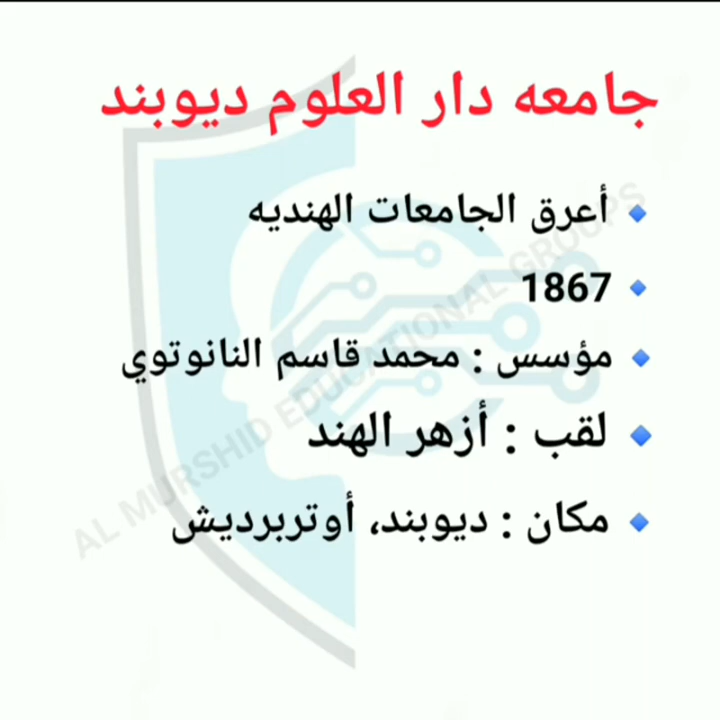 جامعه دار العلوم ديوبند
أعرق الجامعات الهنديه
1867
مؤسس : محمد قاسم النانوتوي
لقب : أزهر الهند
مكان : ديوبند، أوتربرديش
AL MURSHID EDUCATIONAL GROUPS